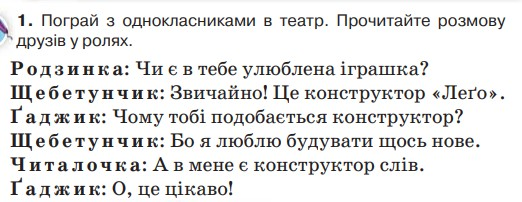 1. Пограй з однокласниками в театр. Прочитайте розмову
друзів у ролях.
Родзинка: Чи є в тебе улюблена іграшка?
Щебетунчик: Звичайно! Це конструктор «Леґо».
Ґаджик: Чому тобі подобається конструктор?
Щебетунчик: Бо я люблю будувати щось нове.
Читалочка: А в мене є конструктор слів.
Ґаджик: О, це цікаво!